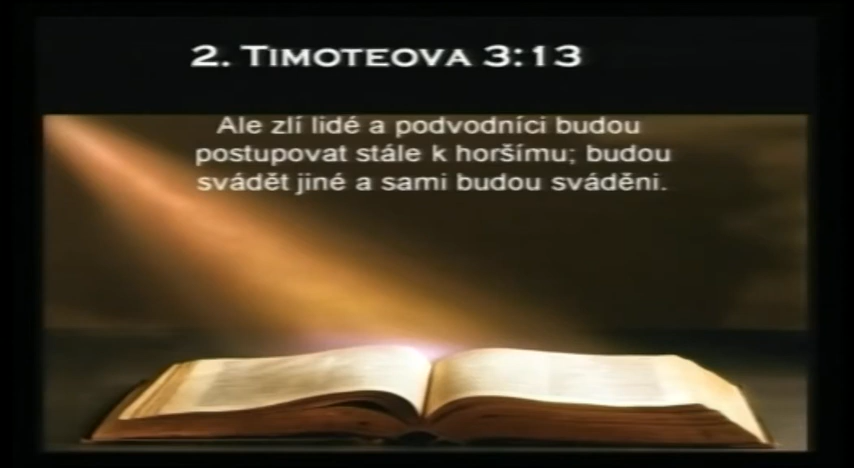 2. Timoteova 3:13
Ale zlí lidé a podvodníci budou
postupovat stále k horšímu; budou
svádět jiné a sami budou sváděni.